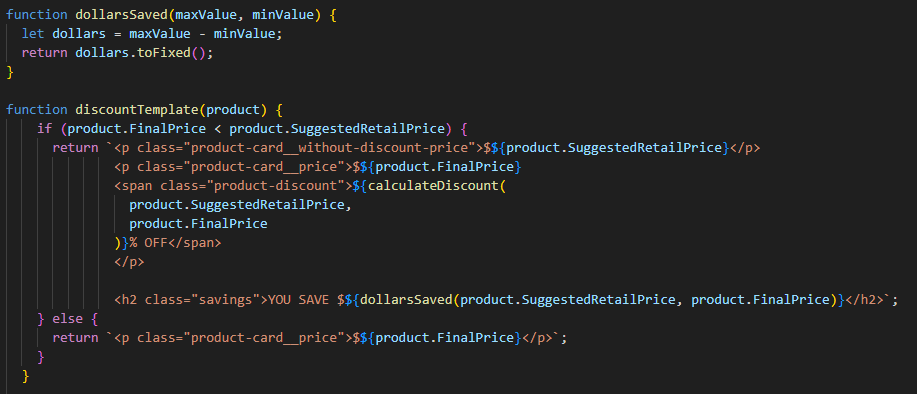 function dollarsSaved(maxValue, minValue) {
  let dollars = maxValue - minValue;
  return dollars.toFixed();
}

function discountTemplate(product) {
    if (product.FinalPrice < product.SuggestedRetailPrice) {
      return `<p class="product-card__without-discount-price">$${product.SuggestedRetailPrice}</p>
              <p class="product-card__price">$${product.FinalPrice}
              <span class="product-discount">${calculateDiscount(
                product.SuggestedRetailPrice,
                product.FinalPrice
              )}% OFF</span>
              </p>

              <h2 class="savings">YOU SAVE $${dollarsSaved(product.SuggestedRetailPrice, product.FinalPrice)}</h2>`;
    } else {
      return `<p class="product-card__price">$${product.FinalPrice}</p>`;
    }
  }